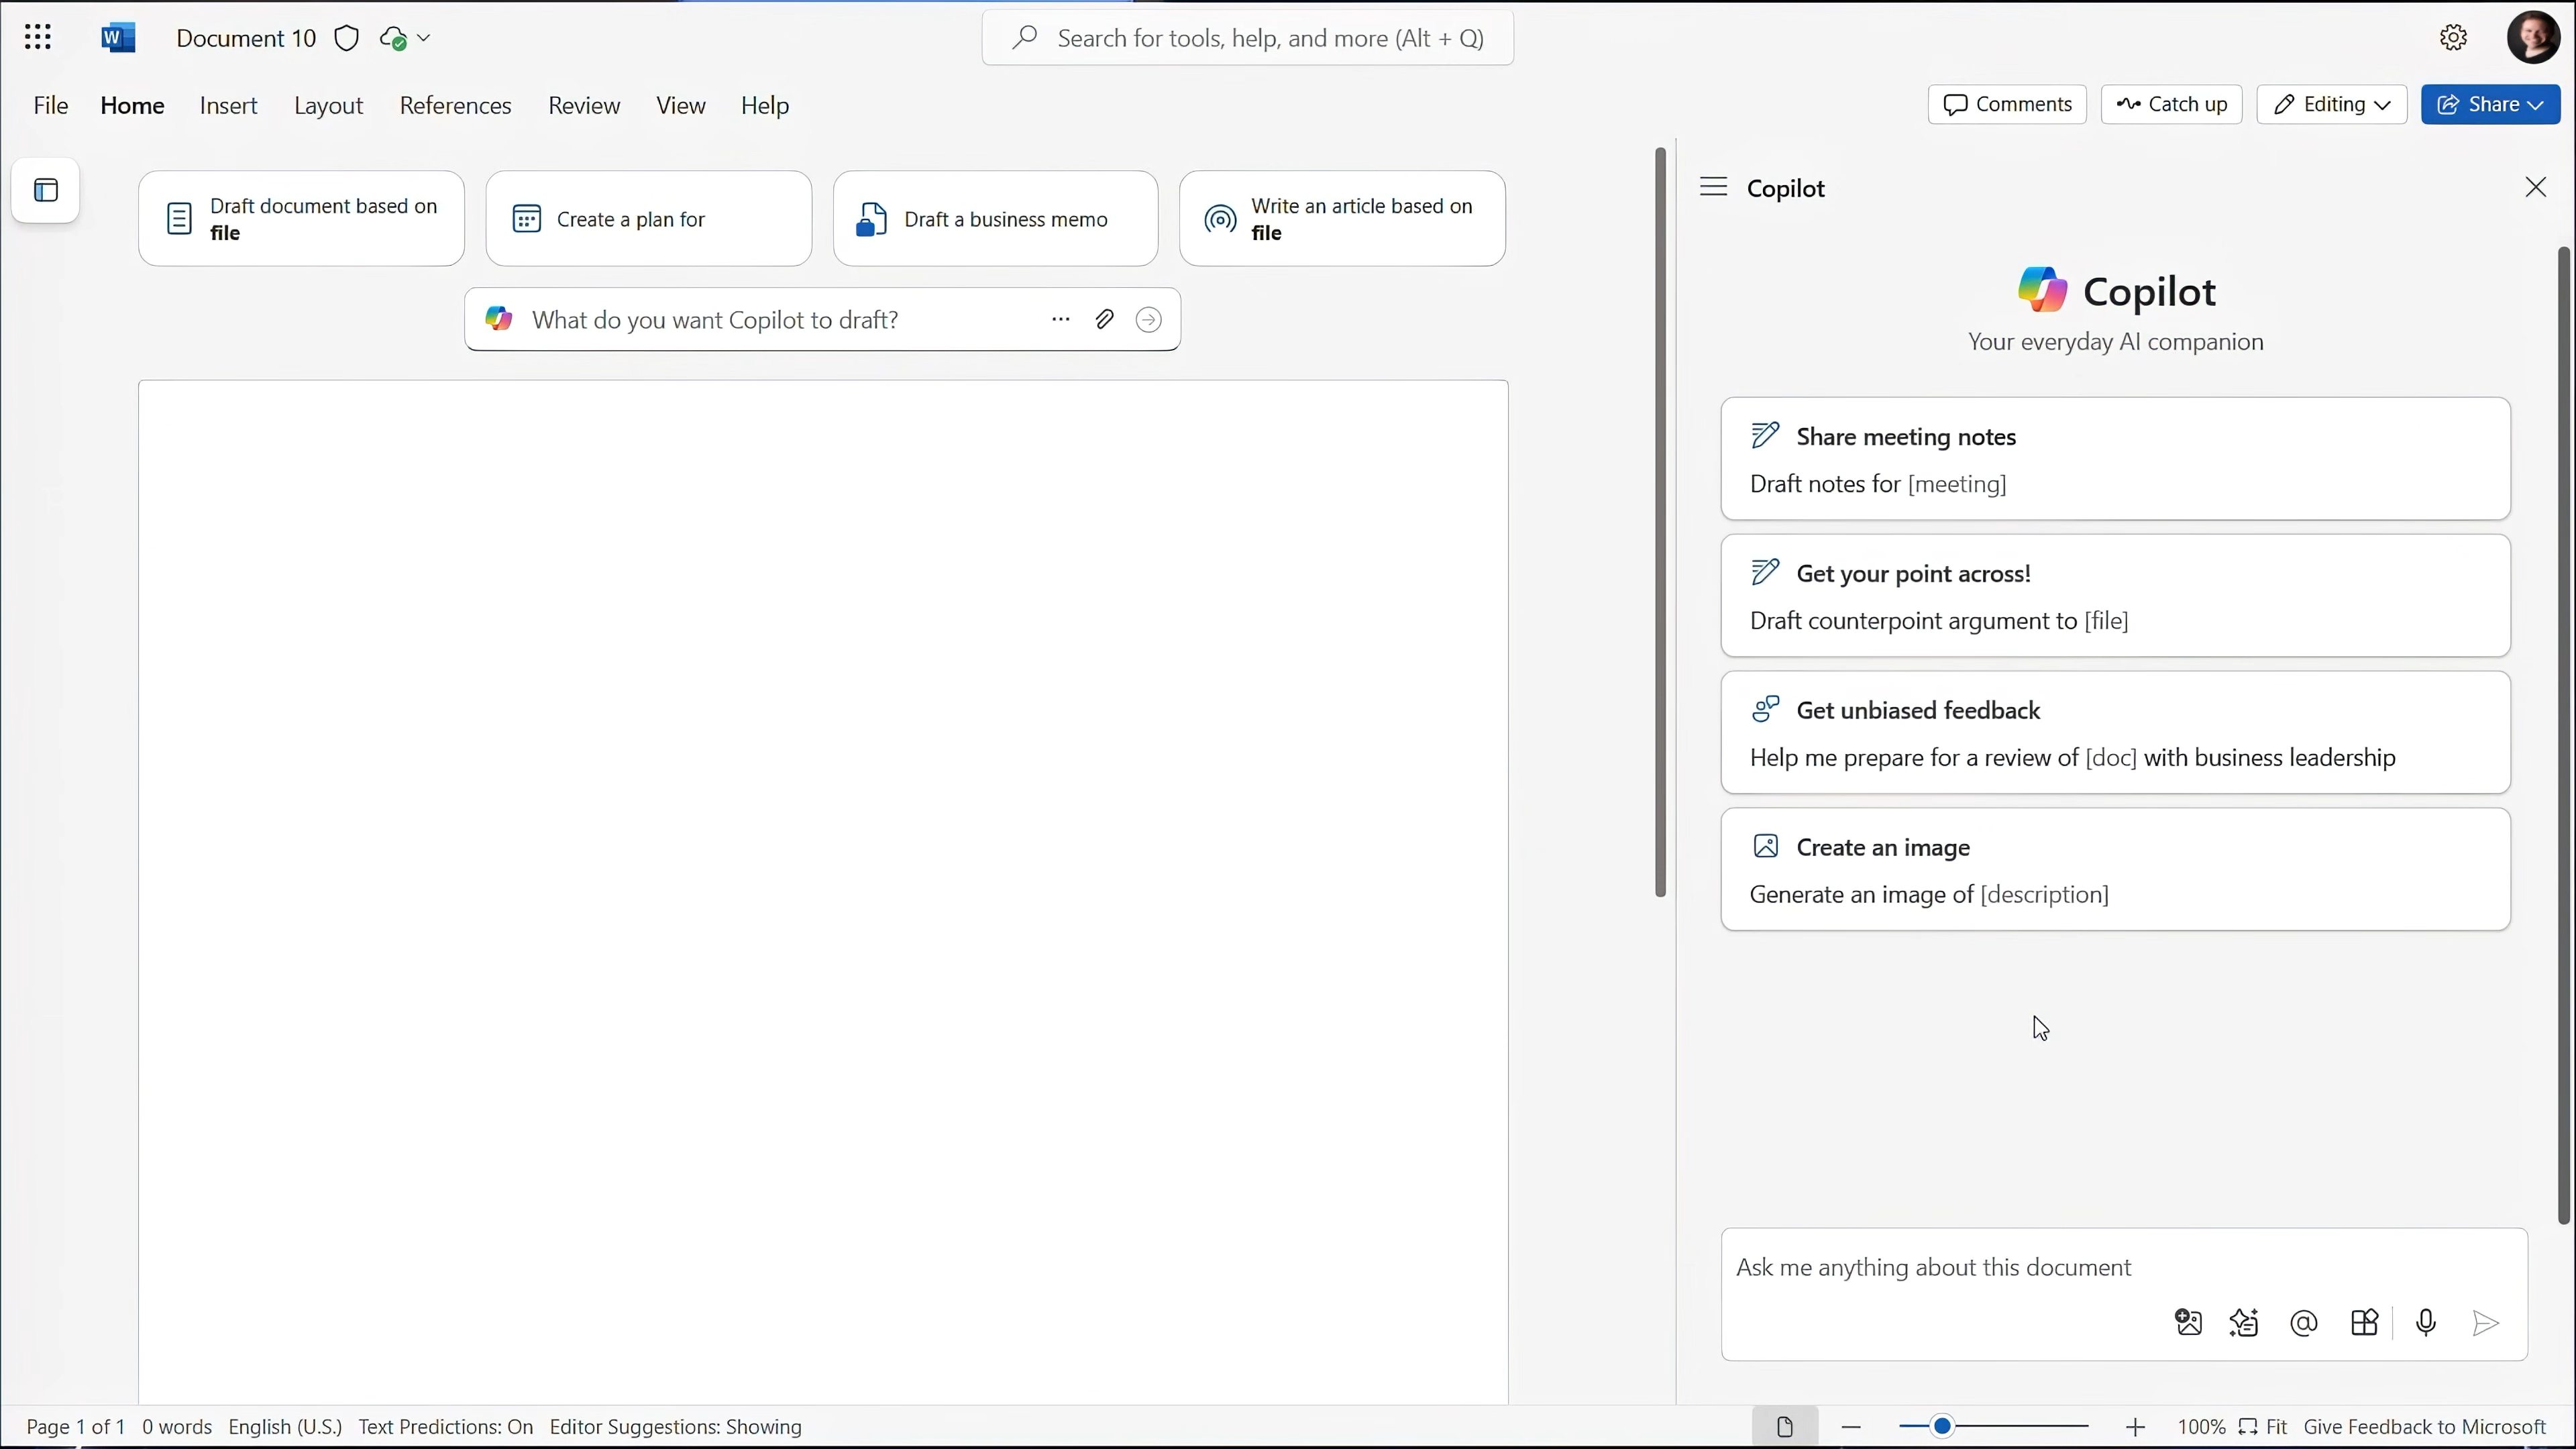 W
Document 10
Search for tools, help, and more (Alt + Q)
File Home Insert Layout References Review View Help
Comments Catch up Editing Share
Draft document based on
file
Create a plan for
Draft a business memo
Write an article based on
file
What do you want Copilot to draft?
Copilot
Copilot
Your everyday AI companion
Share meeting notes
Draft notes for [meeting]
Get your point across!
Draft counterpoint argument to [file]
Get unbiased feedback
Help me prepare for a review of [doc] with business leadership
Create an image
Generate an image of [description]
Ask me anything about this document
Page 1 of 1 0 words English (U.S.) Text Predictions: On Editor Suggestions: Showing
100% Fit Give Feedback to Microsoft